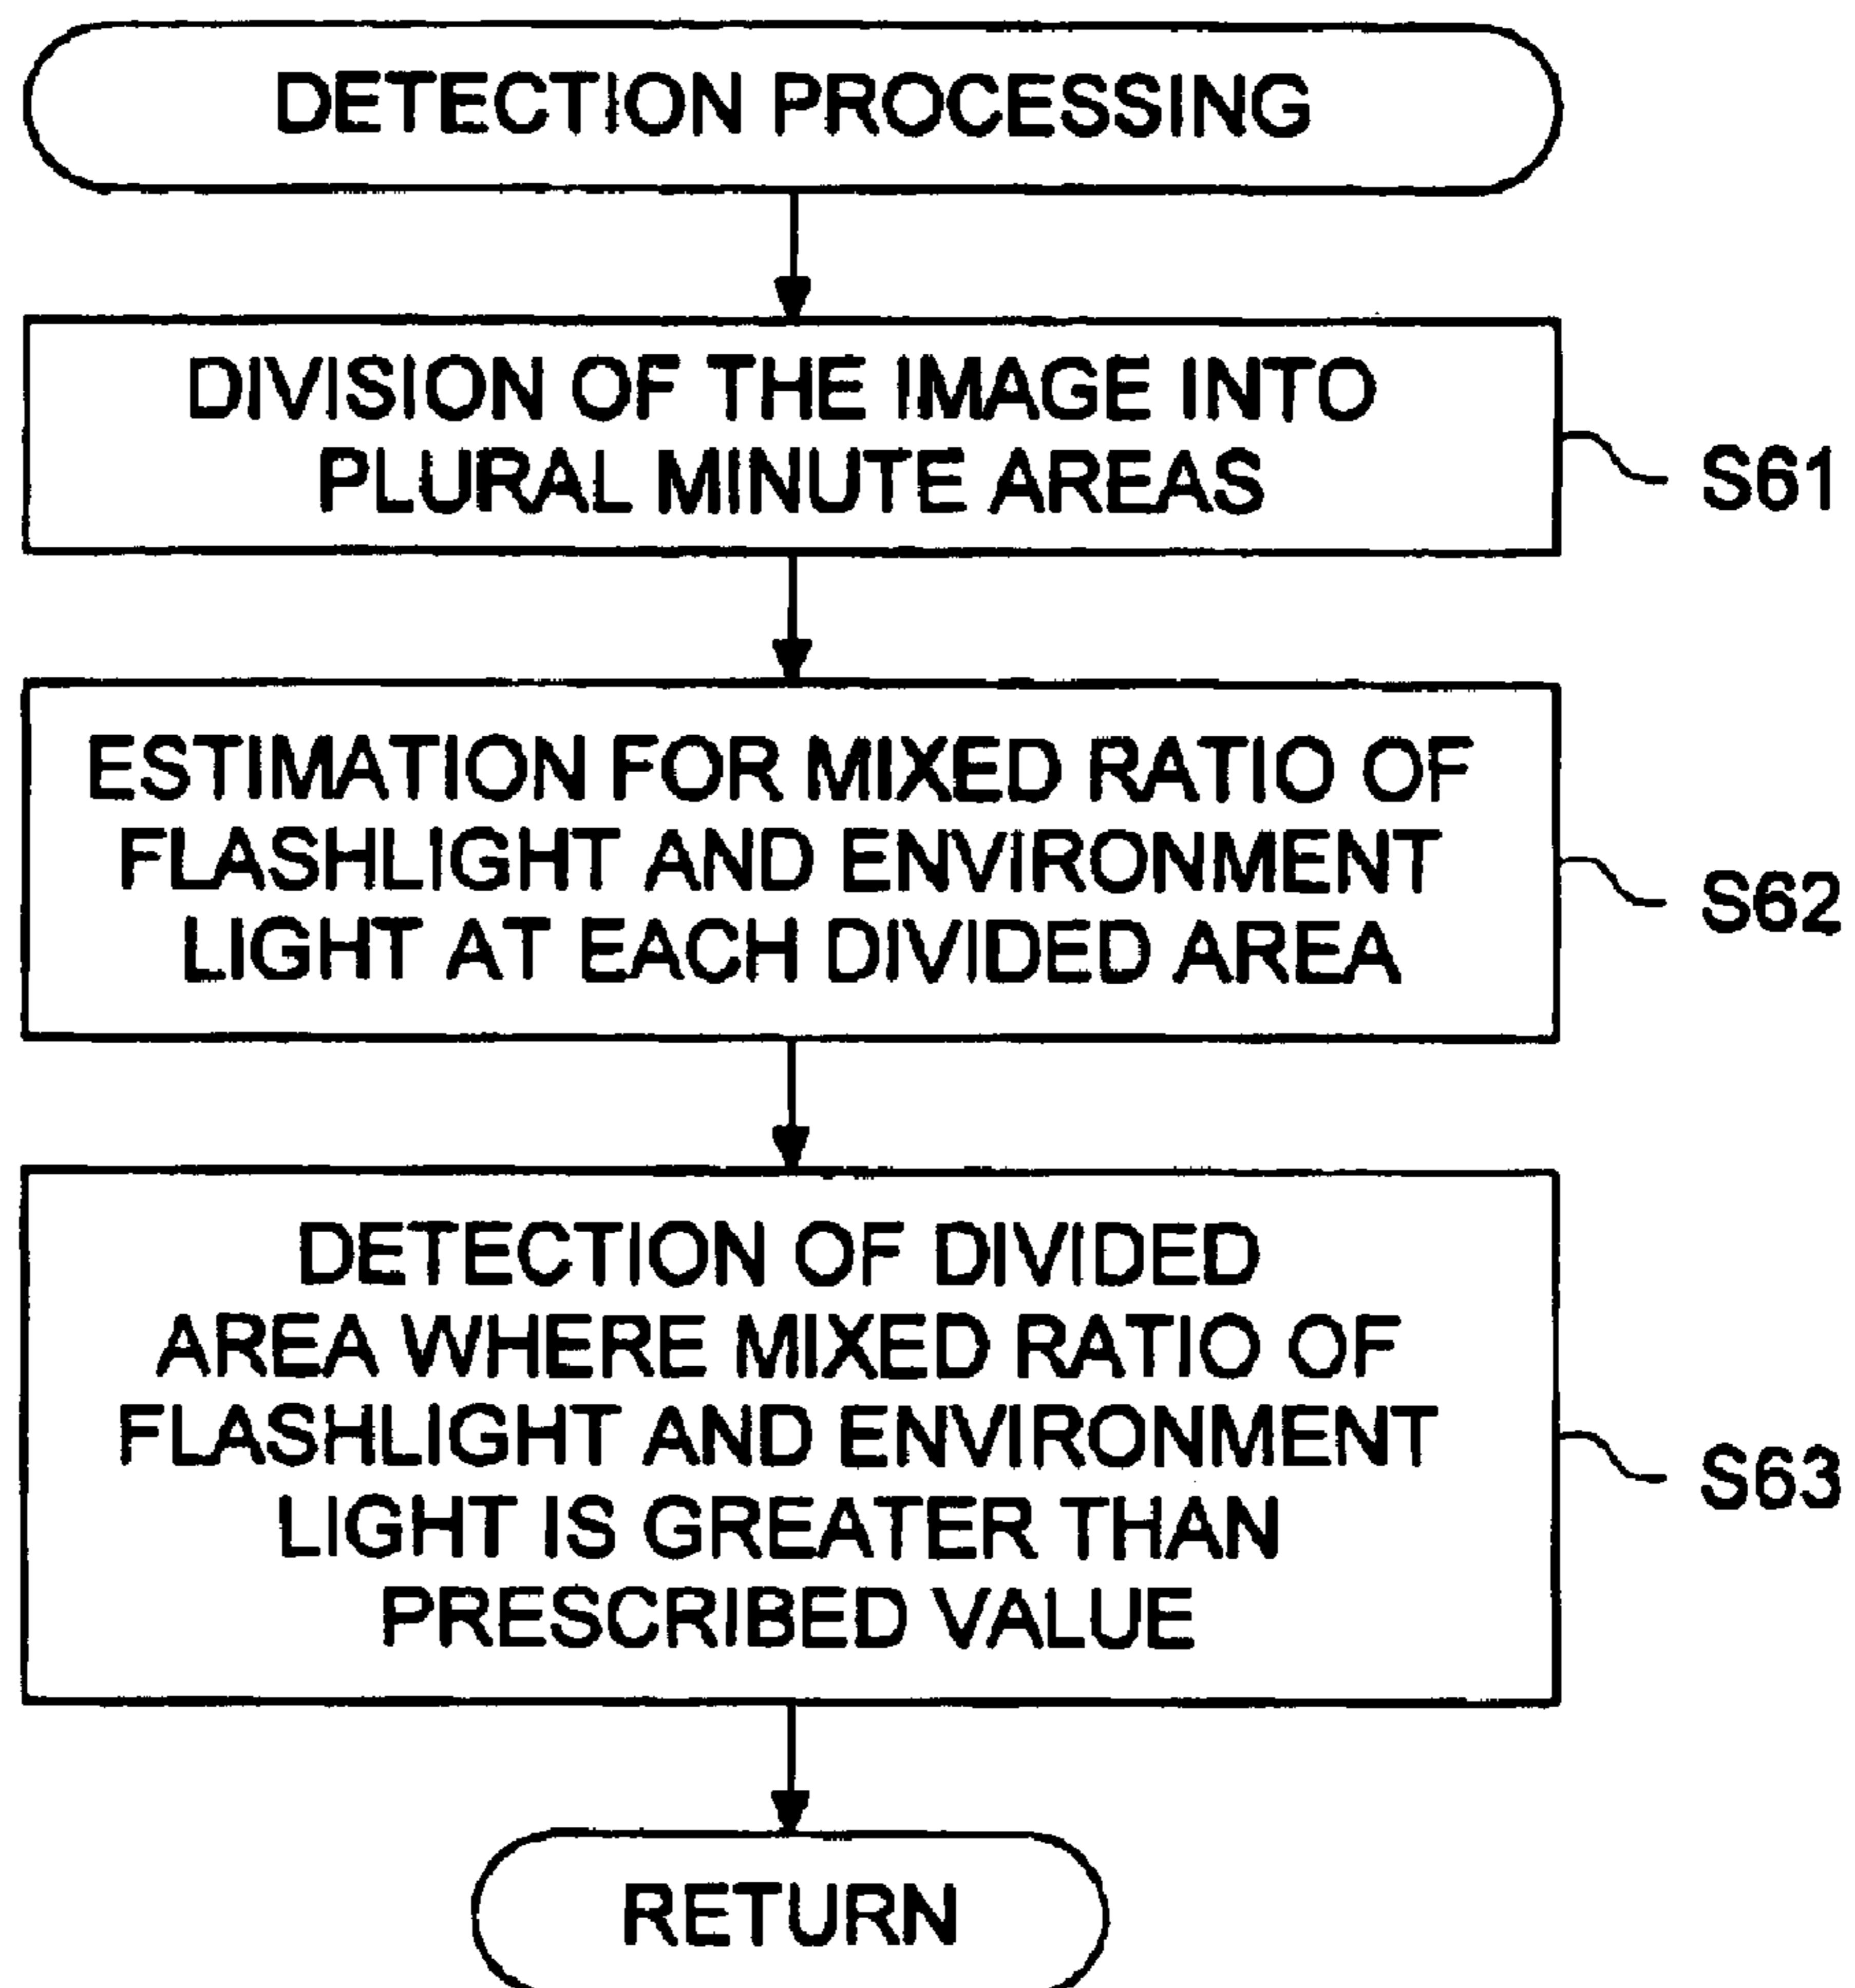 DETECTION PROCESSING
DIVISION OF THE IMAGE INTO
PLURAL MINUTE AREAS
S61
ESTIMATION FOR MIXED RATIO OF
FLASHLIGHT AND ENVIRONMENT
LIGHT AT EACH DIVIDED AREA
S62
DETECTION OF DIVIDED
AREA WHERE MIXED RATIO OF
FLASHLIGHT AND ENVIRONMENT
LIGHT IS GREATER THAN
PRESCRIBED VALUE
S63
RETURN